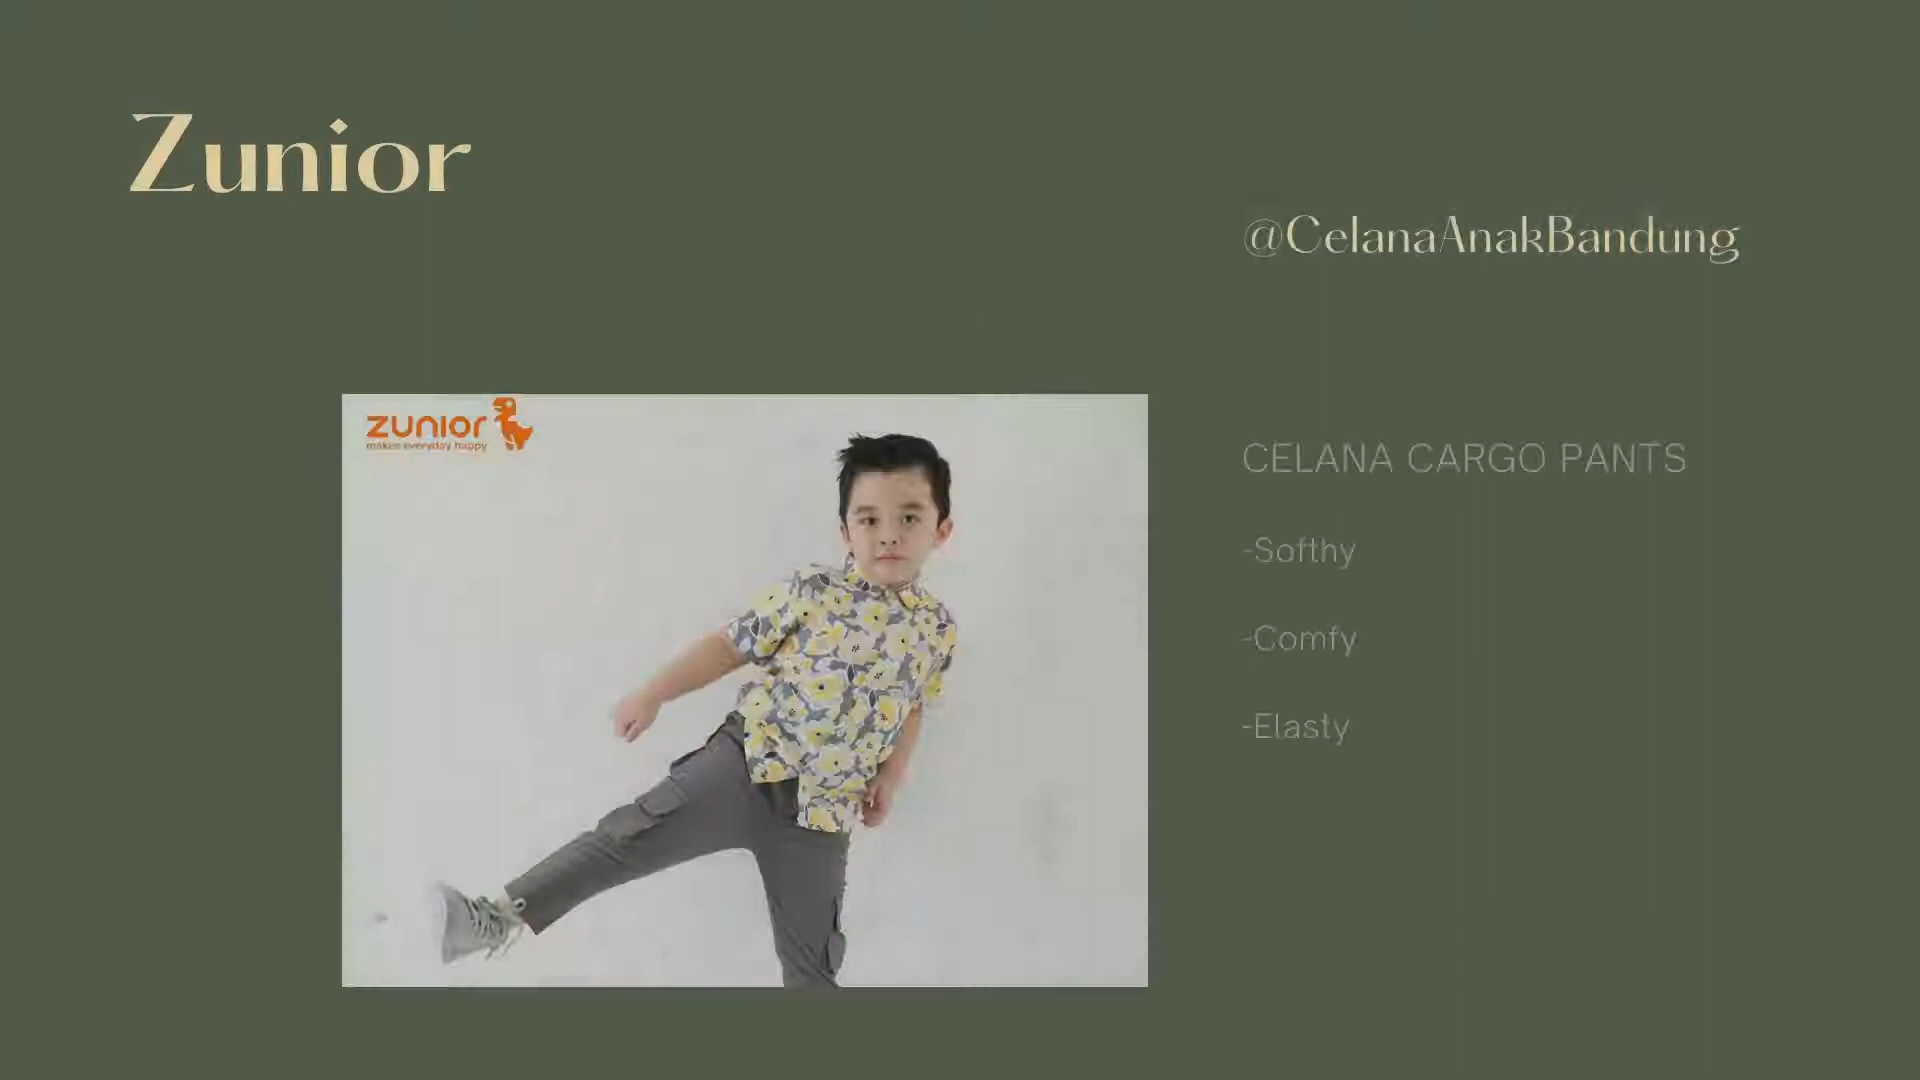 Zunior
@CelanaAnakBandung
zunior
makes everyday happy
CELANA CARGO PANTS
-Softhy
-Comfy
-Elasty